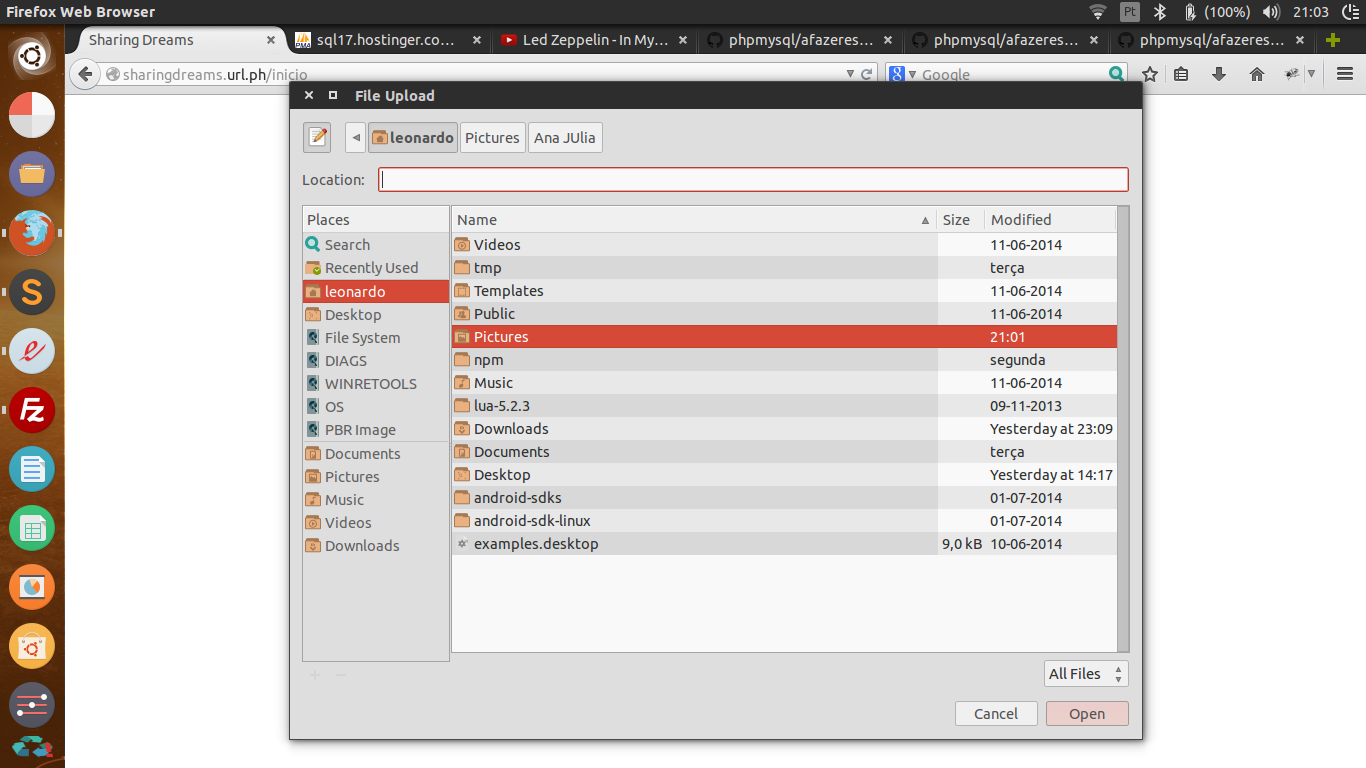 Firefox Web Browser Pt (100%) 21:03
Sharing Dreams sql17.hostinger.co... Led Zeppelin - In My... phpmysql/afazeres... phpmysql/afazeres... phpmysql/afazeres...
sharingdreams.url.ph/inicio Google
File Upload
leonardo Pictures Ana JUlia
Location:
Places Name Size Modified
Search Videos 11-06-2014
Recently Used tmp terça
leonardo Templates 11-06-2014
Desktop Public 11-06-2014
File System Pictures 21:01
DIAGS npm segunda
WINRETOOLS Music 11-06-2014
OS lua-5.2.3 09-11-2013
PBR Image Downloads Yesterday at 23:09
Documents Documents terça
Pictures Desktop Yesterday at 14:17
Music android-sdks 01-07-2014
Videos android-sdk-linux 01-07-2014
Downloads examples.desktop 9,0 kB 10-06-2014
All Files
Cancel Open